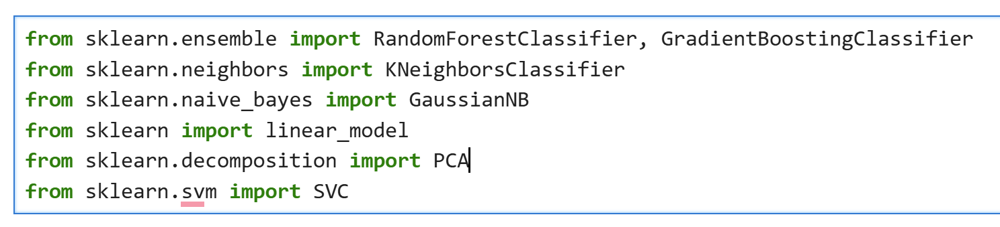 from sklearn.ensemble import RandomForestClassifier, GradientBoostingClassifier
from sklearn.neighbors import KNeighborsClassifier
from sklearn.naive_bayes import GaussianNB
from sklearn import linear_model
from sklearn.decomposition import PCA
from sklearn.svm import SVC